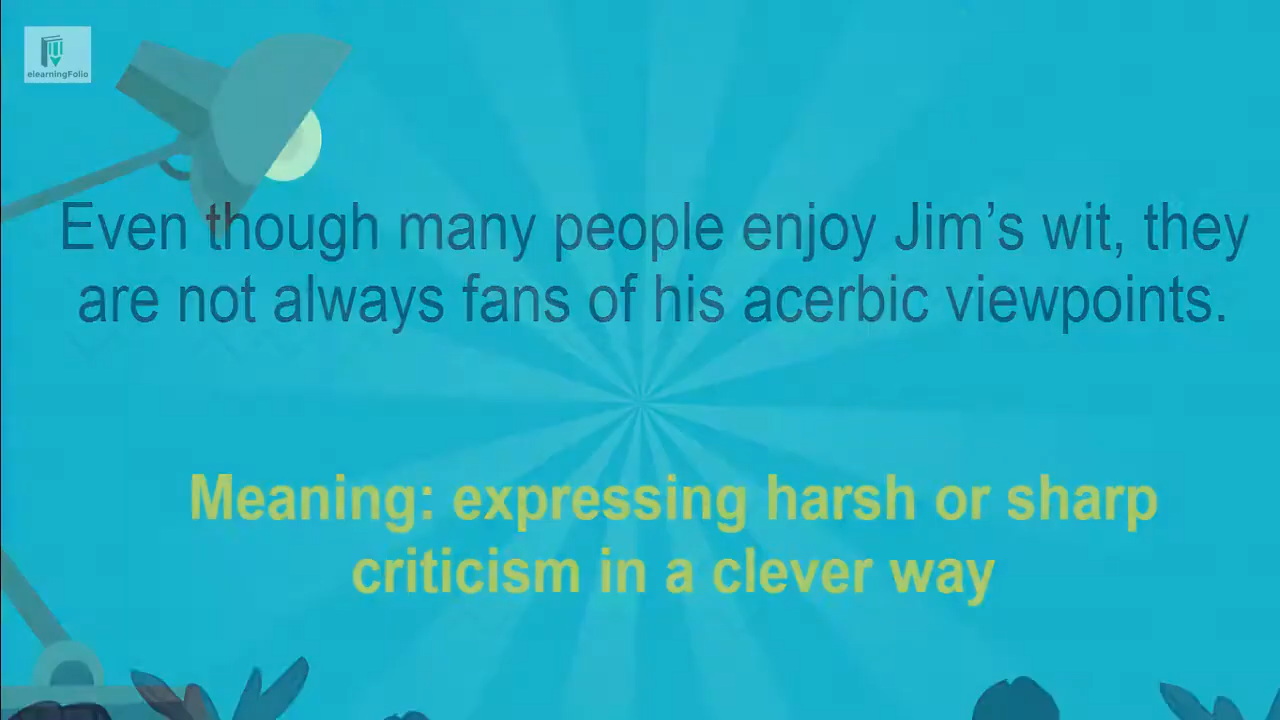 elearningFolio
Even though many people enjoy Jim’s wit, they
are not always fans of his acerbic viewpoints.
Meaning: expressing harsh or sharp
criticism in a clever way